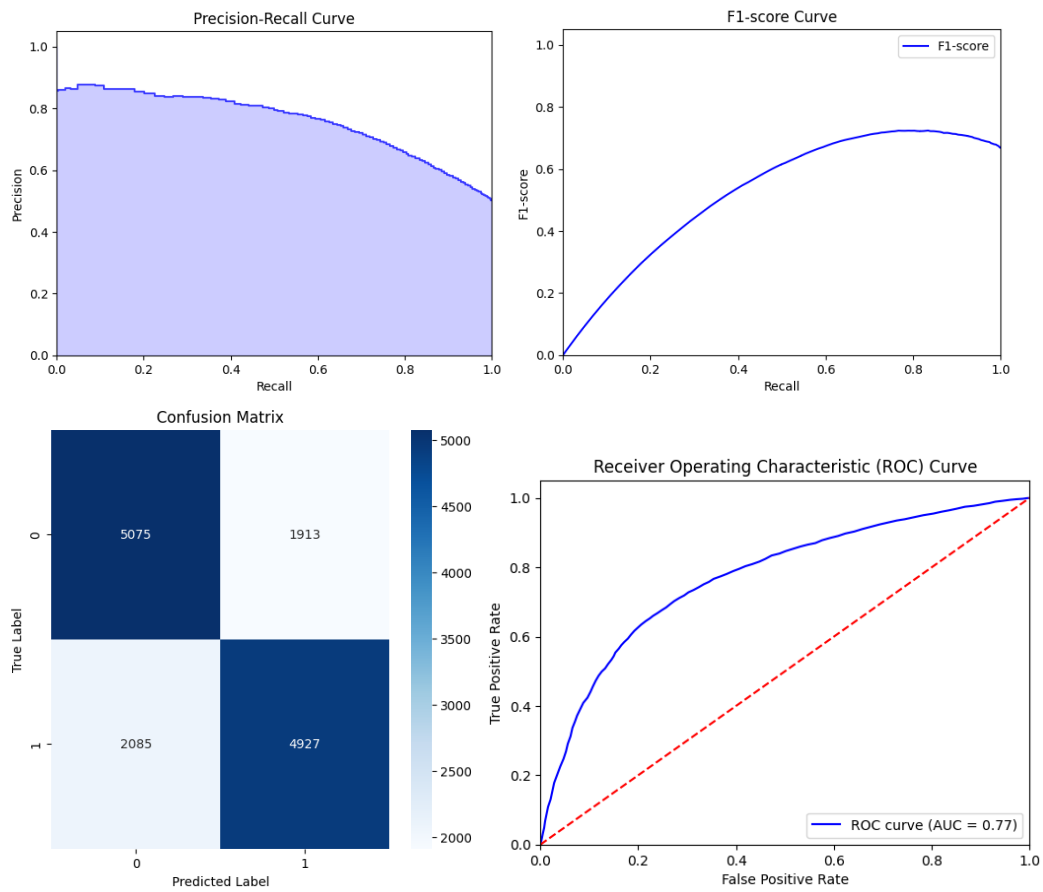 Precision-Recall Curve
1.0
0.8
0.6
0.4
0.2
0.0
Precision
0.0 0.2 0.4 0.6 0.8 1.0
Recall
F1-score Curve
F1-score
1.0
0.8
0.6
0.4
0.2
0.0
F1-score
0.0 0.2 0.4 0.6 0.8 1.0
Recall
Confusion Matrix
5075 1913
2085 4927
0
1
True Label
0 1
Predicted Label
5000
4500
4000
3500
3000
2500
2000
Receiver Operating Characteristic (ROC) Curve
1.0
0.8
0.6
0.4
0.2
0.0
True Positive Rate
ROC curve (AUC = 0.77)
0.0 0.2 0.4 0.6 0.8 1.0
False Positive Rate